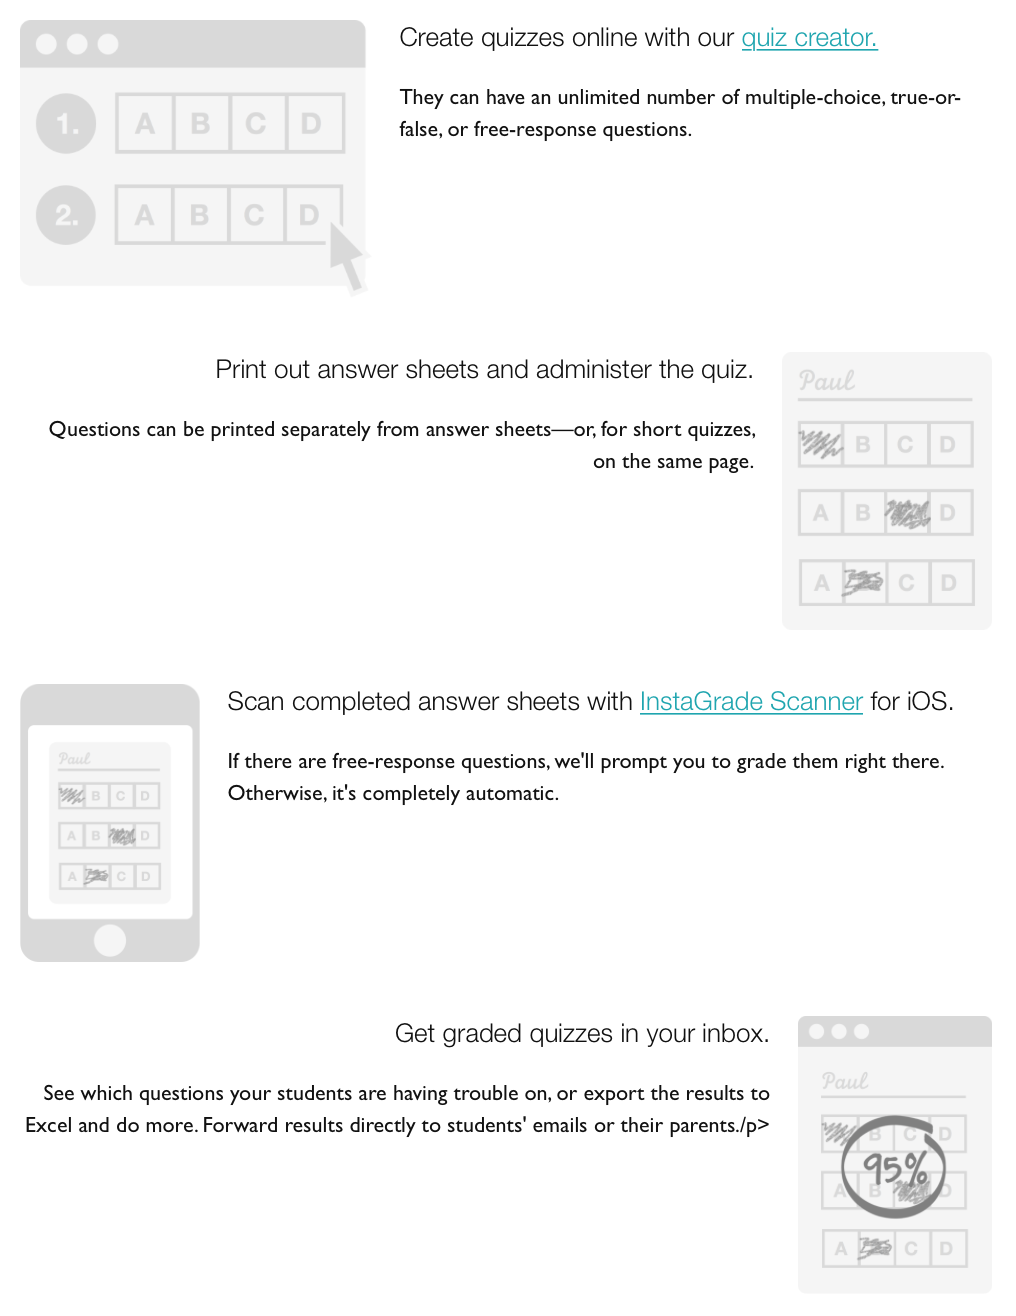 Create quizzes online with our quiz creator.
They can have an unlimited number of multiple-choice, true-or-
false, or free-response questions.
1. A B C D
2. A B C D
Print out answer sheets and administer the quiz.
Questions can be printed separately from answer sheets—or, for short quizzes,
on the same page.
Paul
B C D
A B D
A C D
Scan completed answer sheets with InstaGrade Scanner for iOS.
If there are free-response questions, we'll prompt you to grade them right there.
Otherwise, it's completely automatic.
Paul
B C D
A B D
A C D
Get graded quizzes in your inbox.
See which questions your students are having trouble on, or export the results to
Excel and do more. Forward results directly to students' emails or their parents./p>
Paul
B C D
95%
A B D
A C D